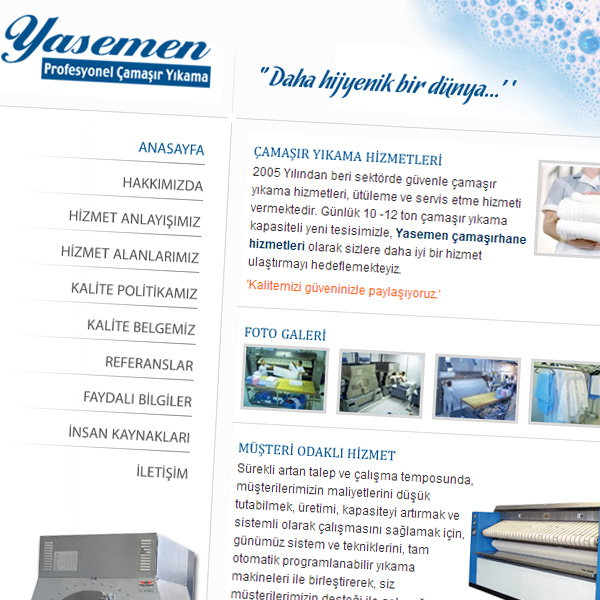 Yasemen
Profesyonel Çamaşır Yıkama
"Daha hijyenik bir dünya...''
ANASAYFA
HAKKIMIZDA
HİZMET ANLAYIŞIMIZ
HİZMET ALANLARIMIZ
KALİTE POLİTİKAMIZ
KALİTE BELGEMİZ
REFERANSLAR
FAYDALI BİLGİLER
İNSAN KAYNAKLARI
İLETİŞİM
ÇAMAŞIR YIKAMA HİZMETLERİ
2005 Yılından beri sektörde güvenle çamaşır
yıkama hizmetleri, ütüleme ve servis etme hizmeti
vermektedir. Günlük 10 -12 ton çamaşır yıkama
kapasiteli yeni tesisimizle, Yasemen çamaşırhane
hizmetleri olarak sizlere daha iyi bir hizmet
ulaştırmayı hedeflemekteyiz.
'Kalitemizi güveninizle paylaşıyoruz.'
FOTO GALERİ
MÜŞTERİ ODAKLI HİZMET
Sürekli artan talep ve çalışma temposunda,
müşterilerimizin maliyetlerini düşük
tutabilmek, üretimi, kapasiteyi artırmak ve
sistemli olarak çalışmasını sağlamak için,
günümüz sistem ve tekniklerini, tam
otomatik programlanabilir yıkama
makineleri ile birleştirerek, siz
müşterilerimizin desteği ile